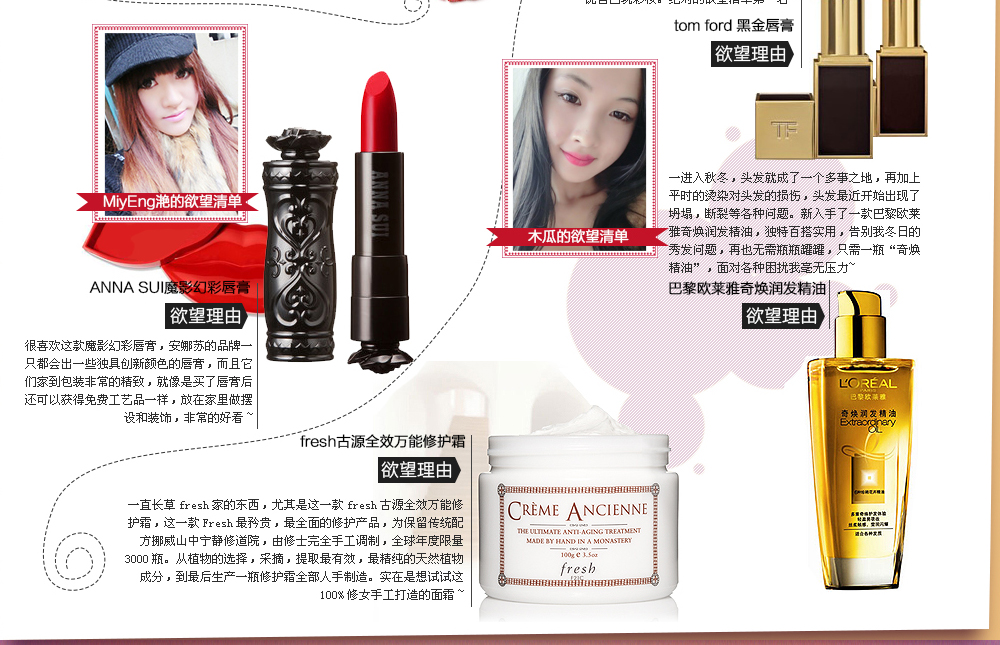 tom ford 黑金唇膏
欲望理由
TF
MiyEng滟的欲望清单
ANNA SUI
木瓜的欲望清单
一进入秋冬，头发就成了一个多事之地，再加上
平时的烫染对头发的损伤，头发最近开始出现了
坍塌，断裂等各种问题。新入手了一款巴黎欧莱
雅奇焕润发精油，独特百搭实用，告别我冬日的
秀发问题，再也无需瓶瓶罐罐，只需一瓶“奇焕
精油”，面对各种困扰我毫无压力~
ANNA SUI魔影幻彩唇膏
欲望理由
很喜欢这款魔影幻彩唇膏，安娜苏的品牌一
只都会出一些独具创新颜色的唇膏，而且它
们家到包装非常的精致，就像是买了唇膏后
还可以获得免费工艺品一样，放在家里做摆
设和装饰，非常的好看~
巴黎欧莱雅奇焕润发精油
欲望理由
L'ORÉAL
PARIS
巴黎欧莱雅
奇焕润发精油
Extraordinary
OIL
适合各种发质
fresh古源全效万能修护霜
欲望理由
一直长草 fresh 家的东西，尤其是这一款 fresh 古源全效万能修
护霜，这一款 Fresh 最矜贵，最全面的修护产品，为保留传统配
方挪威山中宁静修道院，由修士完全手工调制，全球年度限量
3000 瓶。从植物的选择，采摘，提取最有效，最精纯的天然植物
成分，到最后生产一瓶修护霜全部人手制造。实在是想试试这
100% 修女手工打造的面霜~
CRÈME ANCIENNE
THE ULTIMATE ANTI-AGING TREATMENT
MADE BY HAND IN A MONASTERY
100g ℮ 3.5oz
fresh